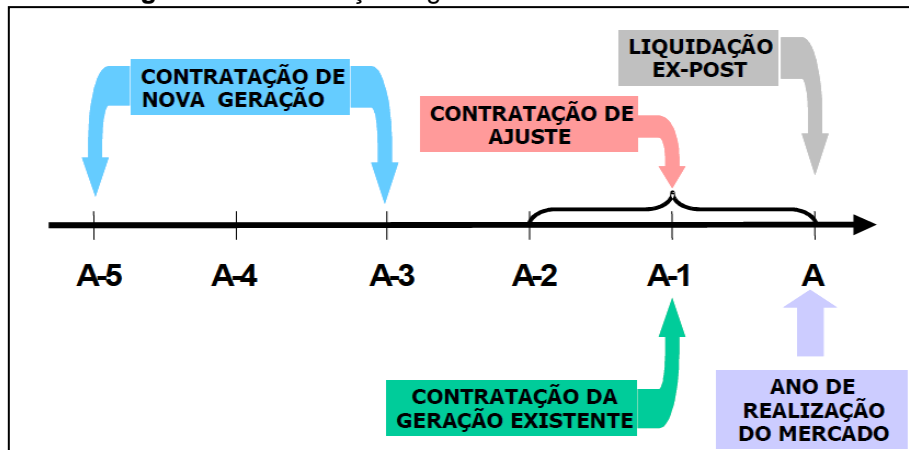 CONTRATAÇÃO DE
NOVA GERAÇÃO
LIQUIDAÇÃO
EX-POST
CONTRATAÇÃO DE
AJUSTE
A-5
A-4
A-3
A-2
A-1
A
CONTRATAÇÃO DA
GERAÇÃO EXISTENTE
ANO DE
REALIZAÇÃO
DO MERCADO